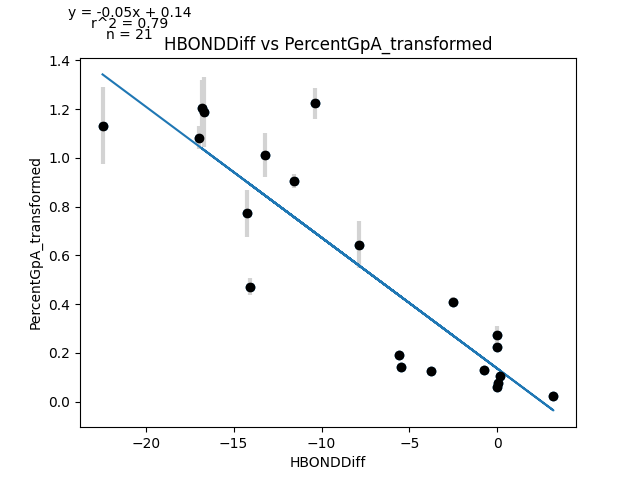 y = -0.05x + 0.14
r^2 = 0.79
n = 21
HBONDDiff vs PercentGpA_transformed
PercentGpA_transformed
1.4
1.2
1.0
0.8
0.6
0.4
0.2
0.0
−20
−15
−10
−5
0
HBONDDiff